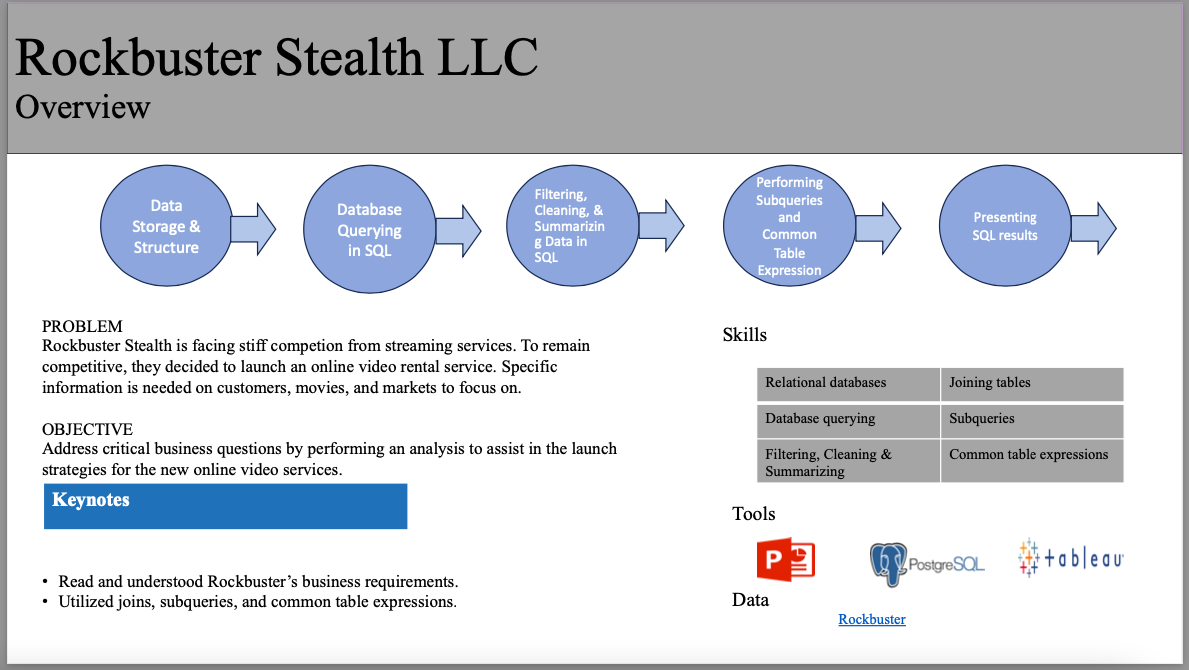 Rockbuster Stealth LLC
Overview
Data
Storage &
Structure
Database
Querying
in SQL
Filtering,
Cleaning, &
Summarizin
g Data in
SQL
Performing
Subqueries
and
Common
Table
Expression
Presenting
SQL results
PROBLEM
Rockbuster Stealth is facing stiff competion from streaming services. To remain
competitive, they decided to launch an online video rental service. Specific
information is needed on customers, movies, and markets to focus on.
OBJECTIVE
Address critical business questions by performing an analysis to assist in the launch
strategies for the new online video services.
Keynotes
• Read and understood Rockbuster’s business requirements.
• Utilized joins, subqueries, and common table expressions.
Skills
Relational databases
Joining tables
Database querying
Subqueries
Filtering, Cleaning &
Summarizing
Common table expressions
Tools
P
PostgreSQL
tableau
Data
Rockbuster